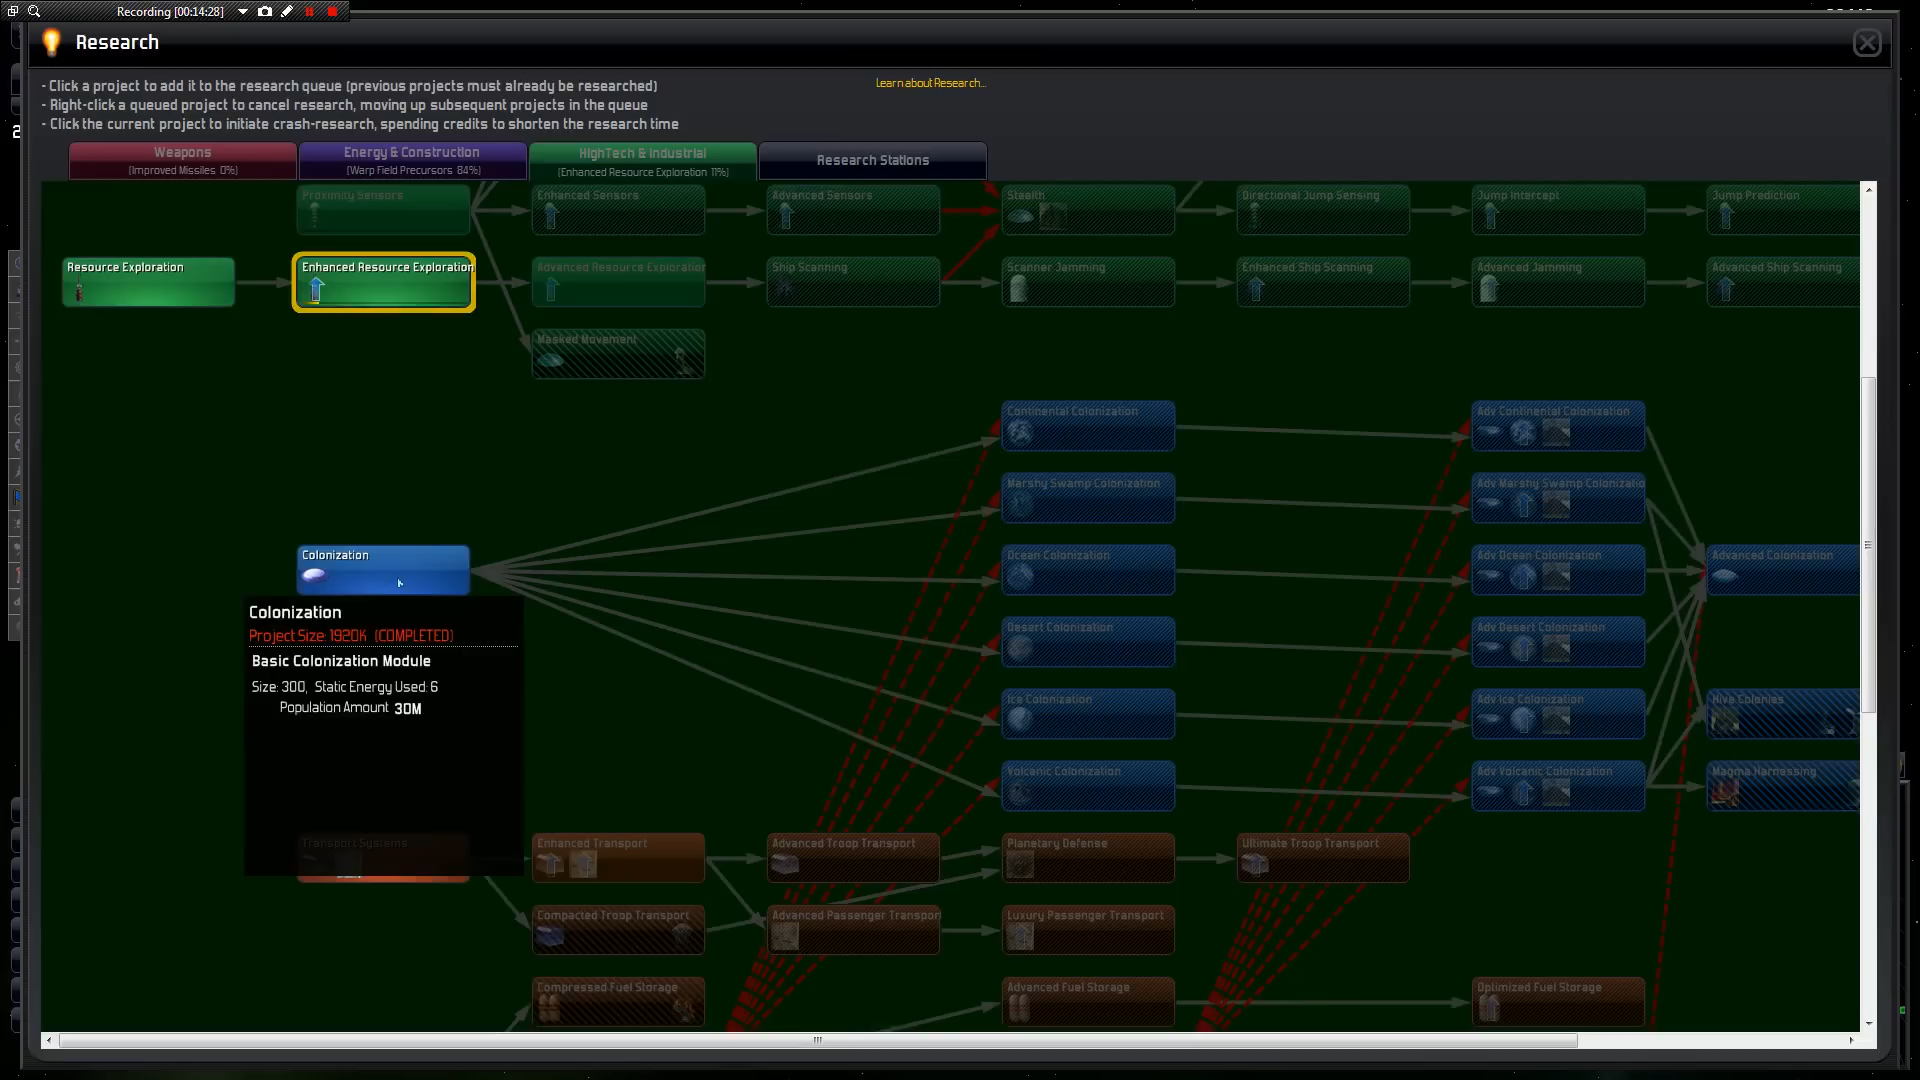 Recording [00:14:28]
Research
- Click a project to add it to the research queue (previous projects must already be researched)
Learn about Research...
- Right-click a queued project to cancel research, moving up subsequent projects in the queue
- Click the current project to initiate crash-research, spending credits to shorten the research time
Weapons
(Improved Missiles 0%)
Energy & Construction
(Warp Field Precursors 84%)
HighTech & Industrial
(Enhanced Resource Exploration 11%)
Research Stations
Proximity Sensors
Enhanced Sensors
Advanced Sensors
Stealth
Directional Jump Sensing
Jump Intercept
Jump Prediction
Resource Exploration
Enhanced Resource Exploration
Advanced Resource Exploration
Ship Scanning
Scanner Jamming
Enhanced Ship Scanning
Advanced Jamming
Advanced Ship Scanning
Masked Movement
Continental Colonization
Adv Continental Colonization
Marshy Swamp Colonization
Adv Marshy Swamp Colonizatio
Colonization
Ocean Colonization
Adv Ocean Colonization
Advanced Colonization
Colonization
Project Size: 1920K (COMPLETED)
Basic Colonization Module
Size: 300, Static Energy Used: 6
Population Amount 30M
Desert Colonization
Adv Desert Colonization
Ice Colonization
Adv Ice Colonization
Hive Colonies
Volcanic Colonization
Adv Volcanic Colonization
Magma Harnessing
Transport Systems
Enhanced Transport
Advanced Troop Transport
Planetary Defense
Ultimate Troop Transport
Compacted Troop Transport
Advanced Passenger Transpor
Luxury Passenger Transport
Compressed Fuel Storage
Advanced Fuel Storage
Optimized Fuel Storage